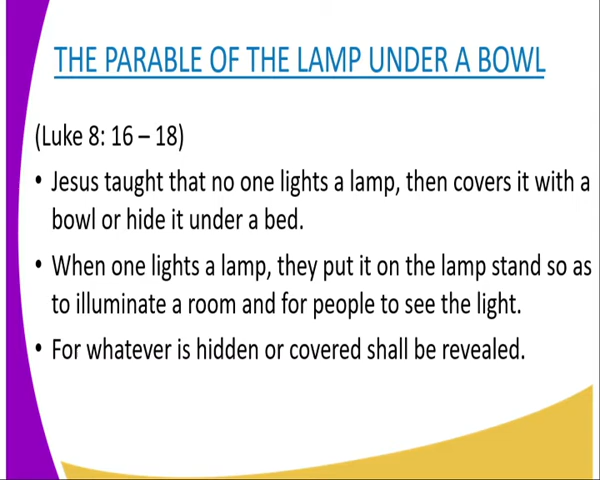 THE PARABLE OF THE LAMP UNDER A BOWL
(Luke 8: 16 – 18)
• Jesus taught that no one lights a lamp, then covers it with a
bowl or hide it under a bed.
• When one lights a lamp, they put it on the lamp stand so as
to illuminate a room and for people to see the light.
• For whatever is hidden or covered shall be revealed.